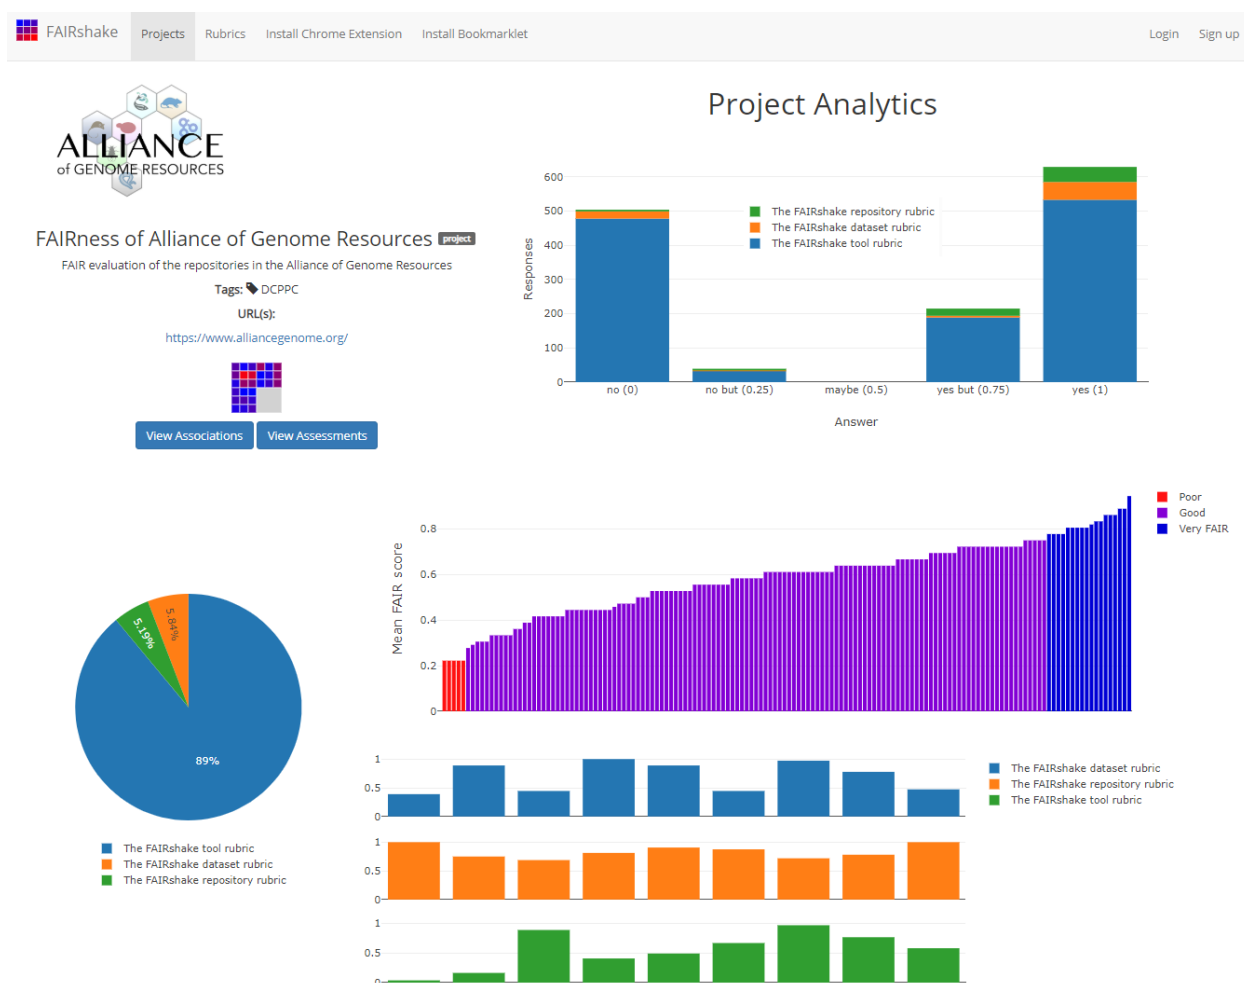 FAIRshake Projects Rubrics Install Chrome Extension Install Bookmarklet Login Sign up
ALLIANCE
of GENOME RESOURCES
FAIRness of Alliance of Genome Resources project
FAIR evaluation of the repositories in the Alliance of Genome Resources
Tags: DCPPC
URL(s):
https://www.alliancegenome.org/
View Associations View Assessments
Project Analytics
600
500
400
300
200
100
0
Responses
The FAIRshake repository rubric
The FAIRshake dataset rubric
The FAIRshake tool rubric
no (0) no but (0.25) maybe (0.5) yes but (0.75) yes (1)
Answer
Poor
Good
Very FAIR
0.8
0.6
0.4
0.2
0
Mean FAIR score
5.19%
5.84%
89%
The FAIRshake tool rubric
The FAIRshake dataset rubric
The FAIRshake repository rubric
1
0.5
0
1
0.5
0
1
0.5
0
The FAIRshake dataset rubric
The FAIRshake repository rubric
The FAIRshake tool rubric